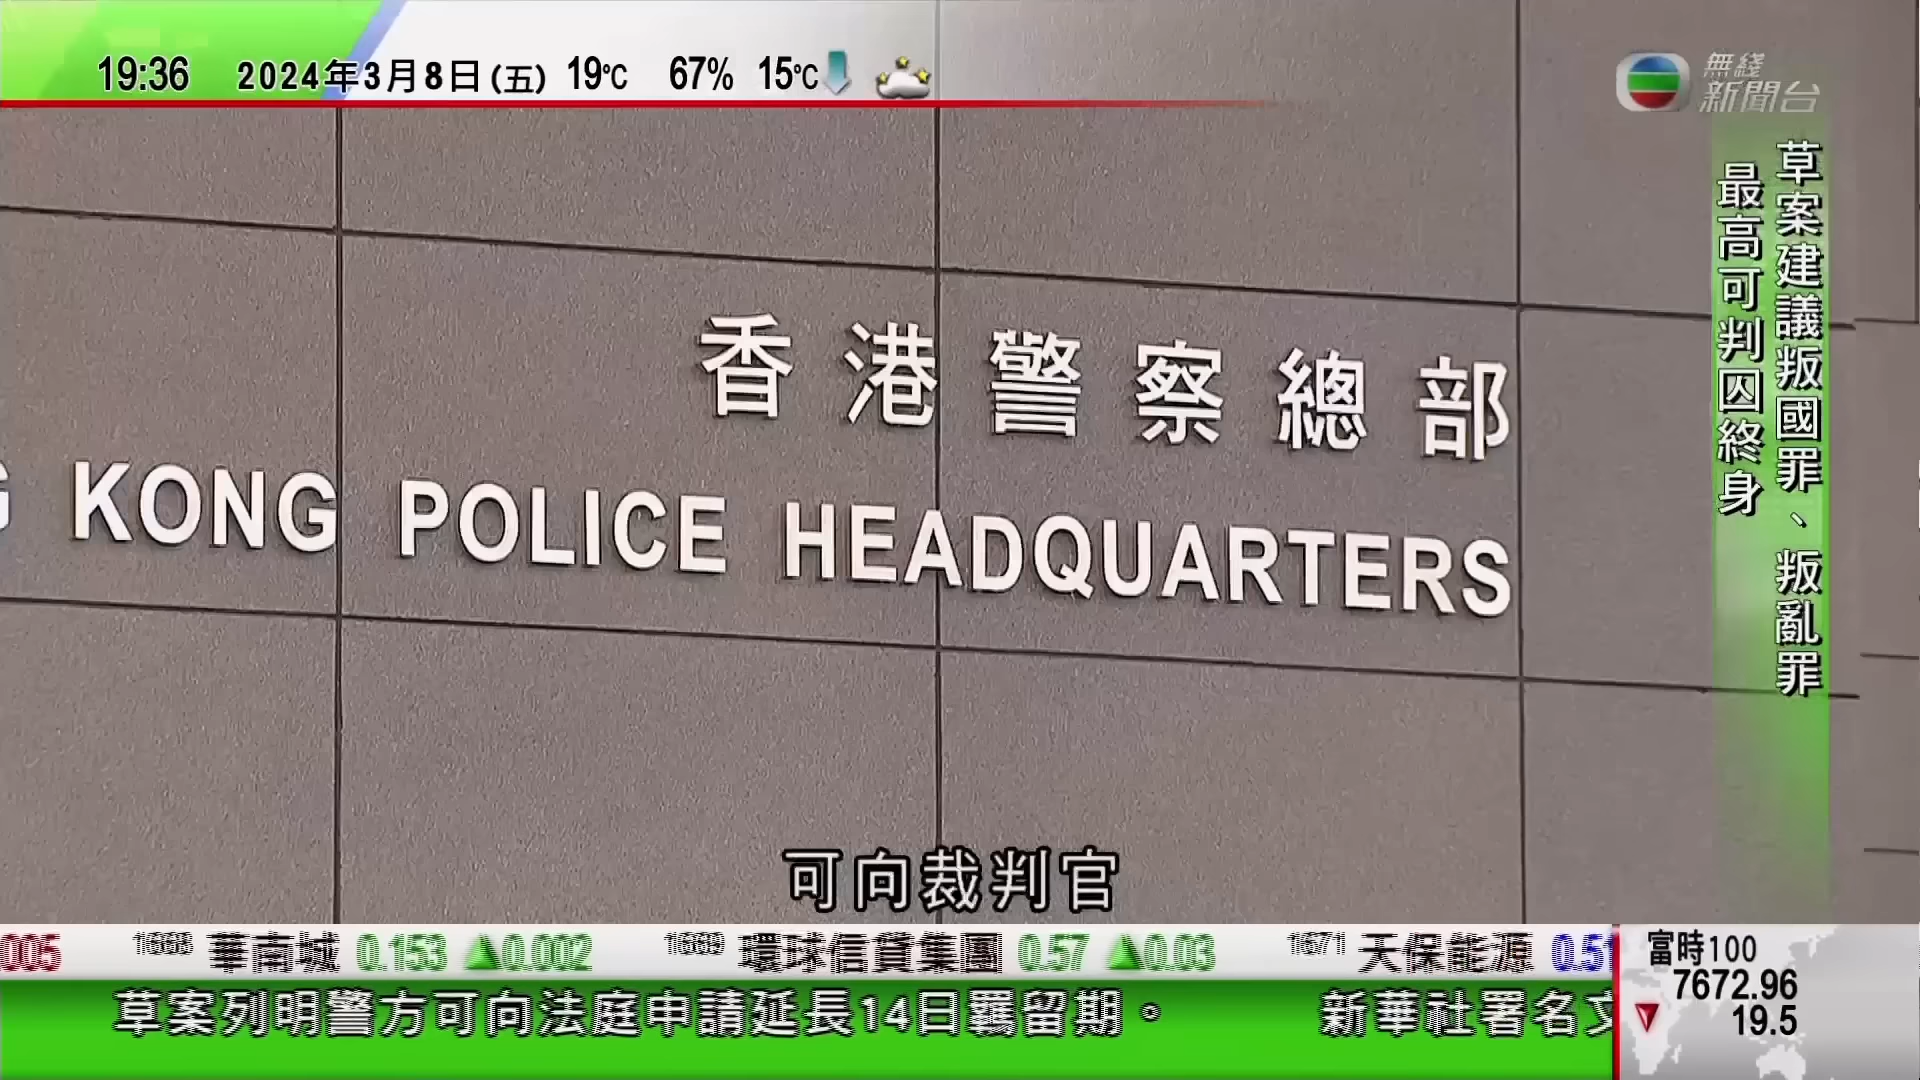 19:36 2024年3月8日(五) 19℃ 67% 15℃
無綫
新聞台
草案建議叛國罪、叛亂罪
最高可判囚終身
香港警察總部
KONG POLICE HEADQUARTERS
可向裁判官
005 1668 華南城 0.153 ▲0.002 1669 環球信貸集團 0.57 ▲0.03 1671 天保能源 0.51
富時100
7672.96
▼ 19.5
草案列明警方可向法庭申請延長14日羈留期。 新華社署名文